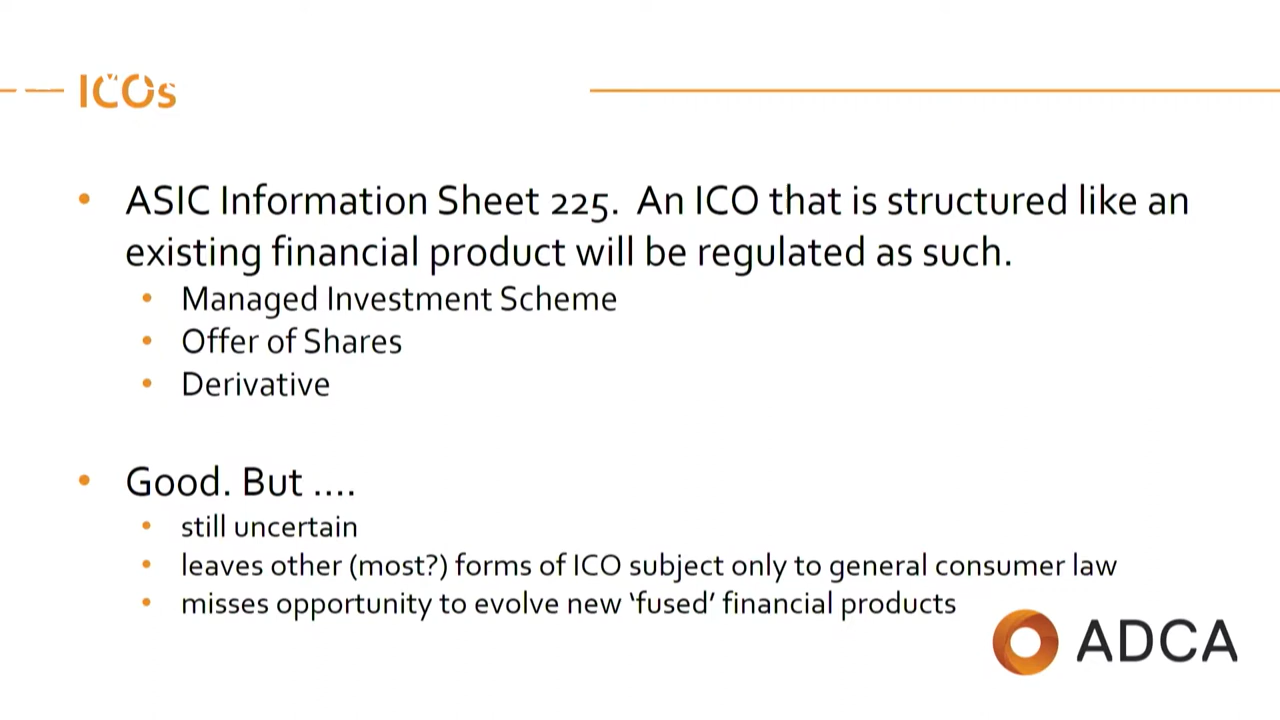 ICOs
• ASIC Information Sheet 225.  An ICO that is structured like an
existing financial product will be regulated as such.
• Managed Investment Scheme
• Offer of Shares
• Derivative
• Good. But ....
• still uncertain
• leaves other (most?) forms of ICO subject only to general consumer law
• misses opportunity to evolve new ‘fused’ financial products
ADCA